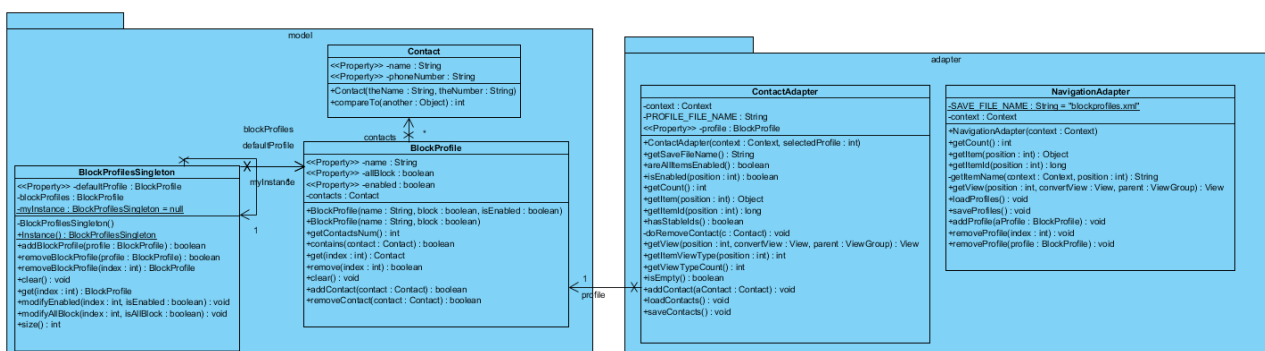 model
Contact
<<Property>> -name : String
<<Property>> -phoneNumber : String
+Contact(theName : String, theNumber : String)
+compareTo(another : Object) : int
contacts
*
blockProfiles
defaultProfile
myInstance
*
1
BlockProfilesSingleton
<<Property>> -defaultProfile : BlockProfile
-blockProfiles : BlockProfile
-myInstance : BlockProfilesSingleton = null
-BlockProfilesSingleton()
+Instance() : BlockProfilesSingleton
+addBlockProfile(profile : BlockProfile) : boolean
+removeBlockProfile(profile : BlockProfile) : boolean
+removeBlockProfile(index : int) : BlockProfile
+clear() : void
+get(index : int) : BlockProfile
+modifyEnabled(index : int, isEnabled : boolean) : void
+modifyAllBlock(index : int, isAllBlock : boolean) : void
+size() : int
BlockProfile
<<Property>> -name : String
<<Property>> -allBlock : boolean
<<Property>> -enabled : boolean
-contacts : Contact
+BlockProfile(name : String, block : boolean, isEnabled : boolean)
+BlockProfile(name : String, block : boolean)
+getContactsNum() : int
+contains(contact : Contact) : boolean
+get(index : int) : Contact
+remove(index : int) : boolean
+clear() : void
+addContact(contact : Contact) : boolean
+removeContact(contact : Contact) : boolean
1
profile
adapter
ContactAdapter
-context : Context
-PROFILE_FILE_NAME : String
<<Property>> -profile : BlockProfile
+ContactAdapter(context : Context, selectedProfile : int)
+getSaveFileName() : String
+areAllItemsEnabled() : boolean
+isEnabled(position : int) : boolean
+getCount() : int
+getItem(position : int) : Object
+getItemId(position : int) : long
+hasStableIds() : boolean
-doRemoveContact(c : Contact) : void
+getView(position : int, convertView : View, parent : ViewGroup) : View
+getItemViewType(position : int) : int
+getViewTypeCount() : int
+isEmpty() : boolean
+addContact(aContact : Contact) : void
+loadContacts() : void
+saveContacts() : void
NavigationAdapter
-SAVE_FILE_NAME : String = "blockprofiles.xml"
-context : Context
+NavigationAdapter(context : Context)
+getCount() : int
+getItem(position : int) : Object
+getItemId(position : int) : long
-getItemName(context : Context, position : int) : String
+getView(position : int, convertView : View, parent : ViewGroup) : View
+loadProfiles() : void
+saveProfiles() : void
+addProfile(aProfile : BlockProfile) : void
+removeProfile(index : int) : void
+removeProfile(profile : BlockProfile) : void